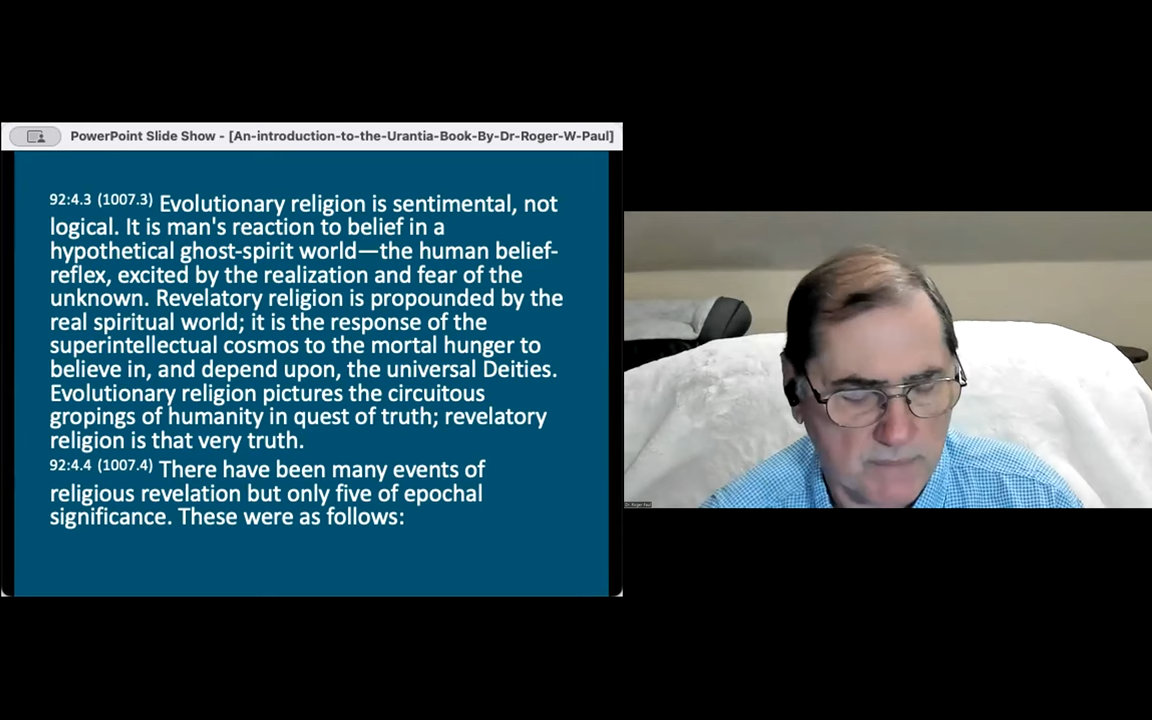 PowerPoint Slide Show - [An-introduction-to-the-Urantia-Book-By-Dr-Roger-W-Paul]
92:4.3 (1007.3) Evolutionary religion is sentimental, not
logical. It is man's reaction to belief in a
hypothetical ghost-spirit world—the human belief-
reflex, excited by the realization and fear of the
unknown. Revelatory religion is propounded by the
real spiritual world; it is the response of the
superintellectual cosmos to the mortal hunger to
believe in, and depend upon, the universal Deities.
Evolutionary religion pictures the circuitous
gropings of humanity in quest of truth; revelatory
religion is that very truth.
92:4.4 (1007.4) There have been many events of
religious revelation but only five of epochal
significance. These were as follows:
Dr. Roger Paul